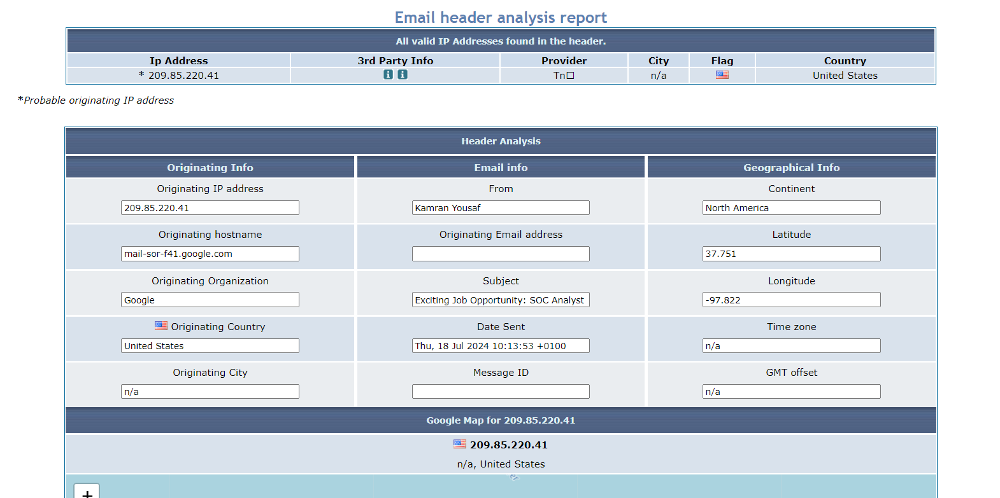 Email header analysis report
All valid IP Addresses found in the header.
Ip Address 3rd Party Info Provider City Flag Country
* 209.85.220.41 i i Tn□ n/a United States
*Probable originating IP address
Header Analysis
Originating Info Email info Geographical Info
Originating IP address From Continent
209.85.220.41 Kamran Yousaf North America
Originating hostname Originating Email address Latitude
mail-sor-f41.google.com 37.751
Originating Organization Subject Longitude
Google Exciting Job Opportunity: SOC Analyst -97.822
Originating Country Date Sent Time zone
United States Thu, 18 Jul 2024 10:13:53 +0100 n/a
Originating City Message ID GMT offset
n/a n/a
Google Map for 209.85.220.41
209.85.220.41
n/a, United States
+